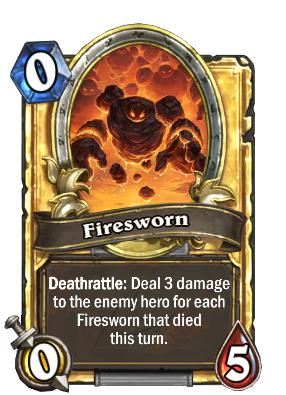 0
Firesworn
Deathrattle: Deal 3 damage
to the enemy hero for each
Firesworn that died
this turn.
0
5